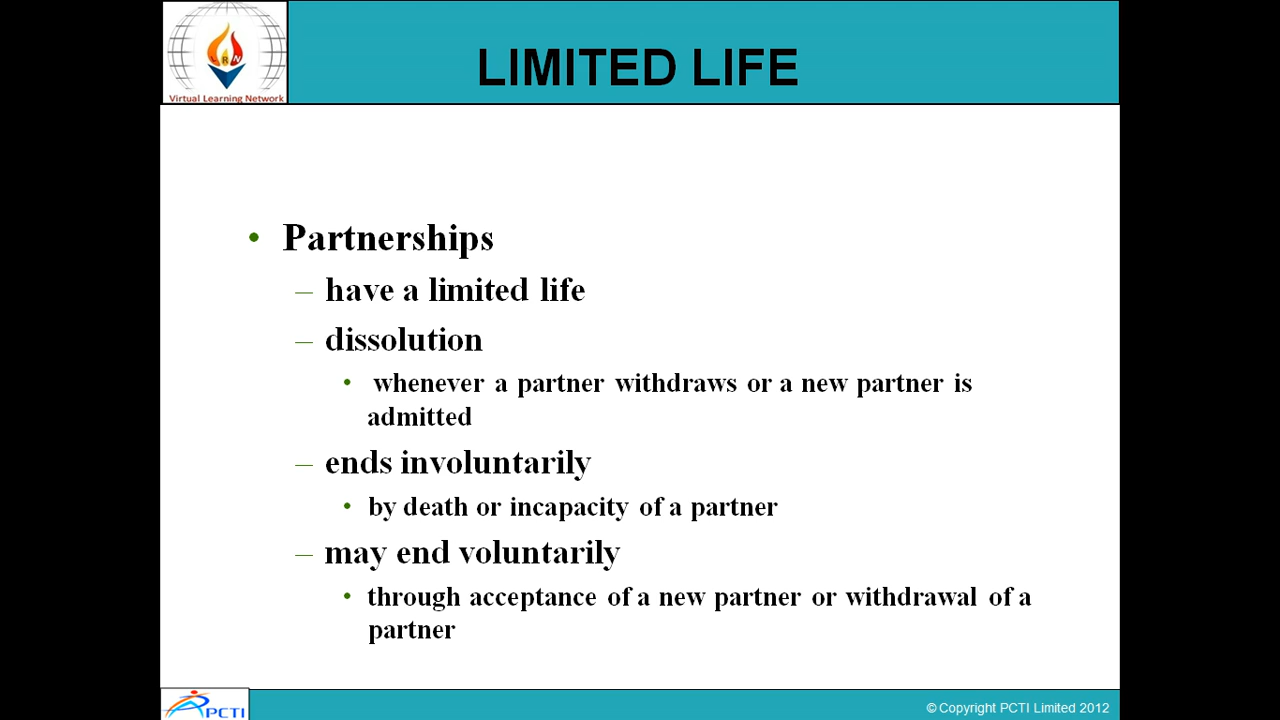 LIMITED LIFE
Virtual Learning Network
• Partnerships
– have a limited life
– dissolution
• whenever a partner withdraws or a new partner is
admitted
– ends involuntarily
• by death or incapacity of a partner
– may end voluntarily
• through acceptance of a new partner or withdrawal of a
partner
PCTI
© Copyright PCTI Limited 2012